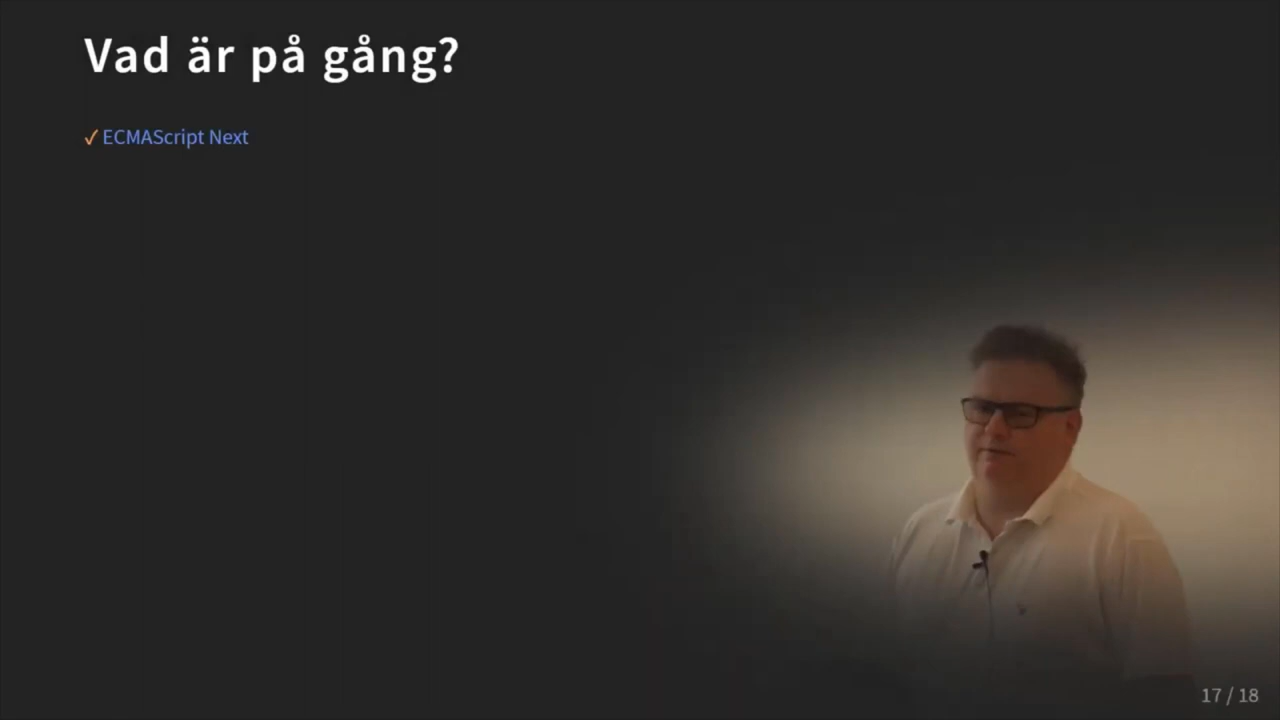 Vad är på gång?
✓ ECMAScript Next
17 / 18